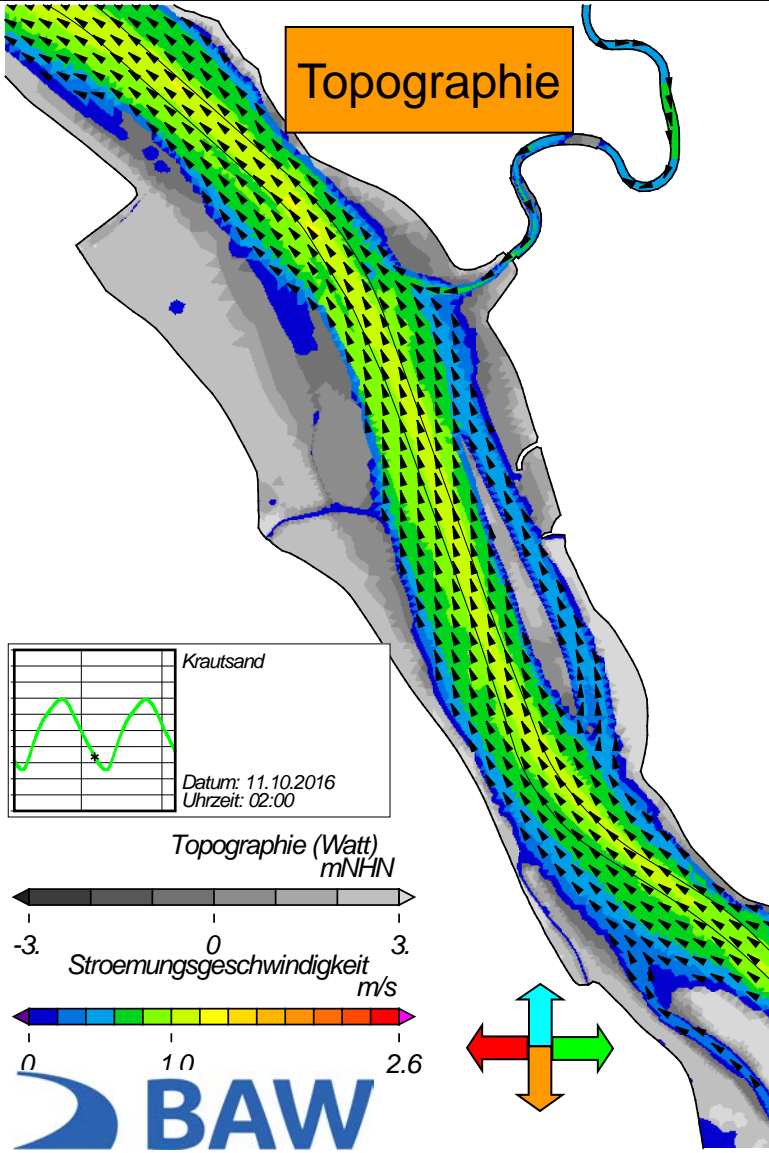 Topographie
Krautsand
Datum: 11.10.2016
Uhrzeit: 02:00
Topographie (Watt)
mNHN
-3. 0 3.
Stroemungsgeschwindigkeit
m/s
0 1.0 2.6
BAW